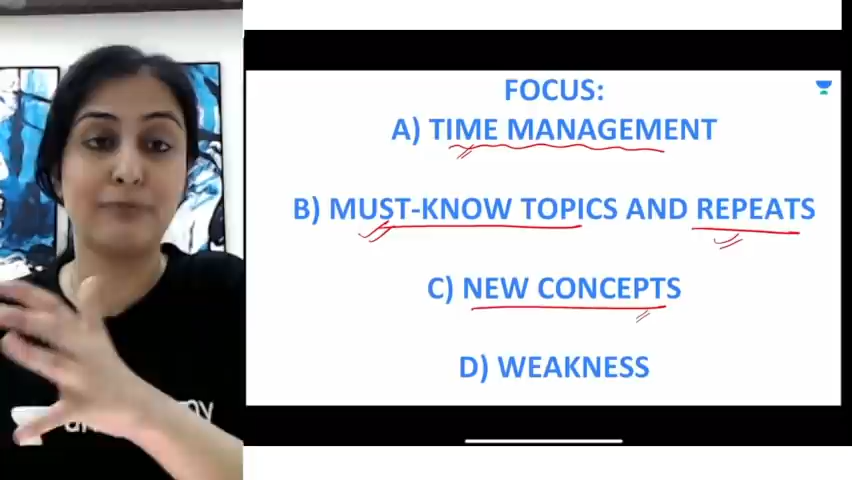 FOCUS:
A) TIME MANAGEMENT
B) MUST-KNOW TOPICS AND REPEATS
C) NEW CONCEPTS
D) WEAKNESS